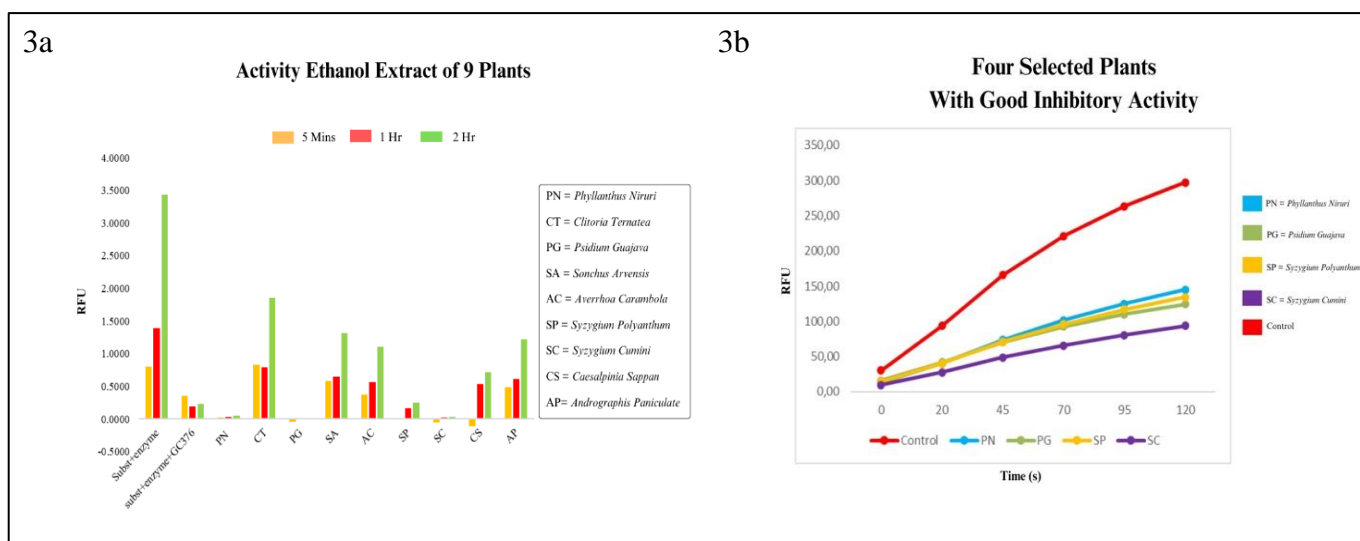 3a
Activity Ethanol Extract of 9 Plants
5 Mins 1 Hr 2 Hr
RFU
4.0000
3.5000
3.0000
2.5000
2.0000
1.5000
1.0000
0.5000
0.0000
-0.5000
Subst+enzyme
subst+enzyme+GC376
PN
CT
PG
SA
AC
SP
SC
CS
AP
PN = Phyllanthus Niruri
CT = Clitoria Ternatea
PG = Psidium Guajava
SA = Sonchus Arvensis
AC = Averrhoa Carambola
SP = Syzygium Polyanthum
SC = Syzygium Cumini
CS = Caesalpinia Sappan
AP= Andrographis Paniculate
3b
Four Selected Plants
With Good Inhibitory Activity
RFU
350,00
300,00
250,00
200,00
150,00
100,00
50,00
0,00
0 20 45 70 95 120
Control PN PG SP SC
Time (s)
PN = Phyllanthus Niruri
PG = Psidium Guajava
SP = Syzygium Polyanthum
SC = Syzygium Cumini
Control